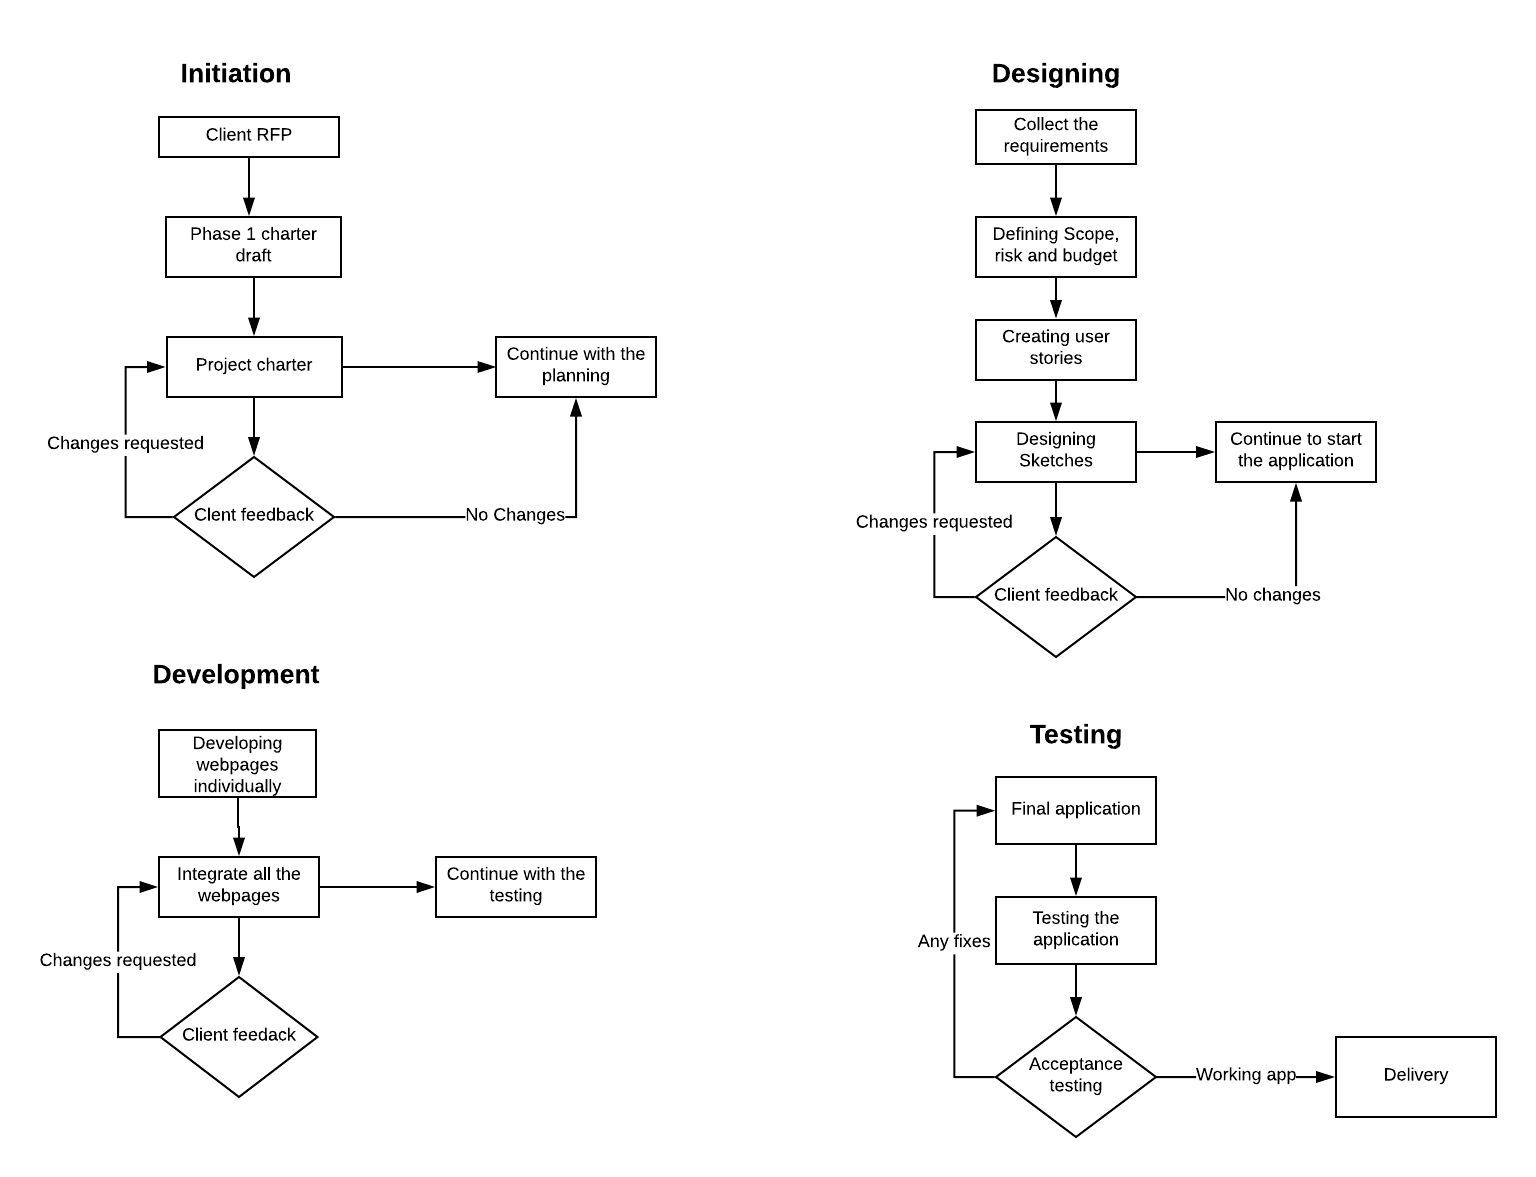 Initiation
Client RFP
Phase 1 charter
draft
Project charter
Continue with the
planning
Changes requested
Clent feedback
No Changes
Designing
Collect the
requirements
Defining Scope,
risk and budget
Creating user
stories
Designing
Sketches
Continue to start
the application
Changes requested
Client feedback
No changes
Development
Developing
webpages
individually
Integrate all the
webpages
Continue with the
testing
Changes requested
Client feedack
Testing
Final application
Testing the
application
Any fixes
Acceptance
testing
Working app
Delivery